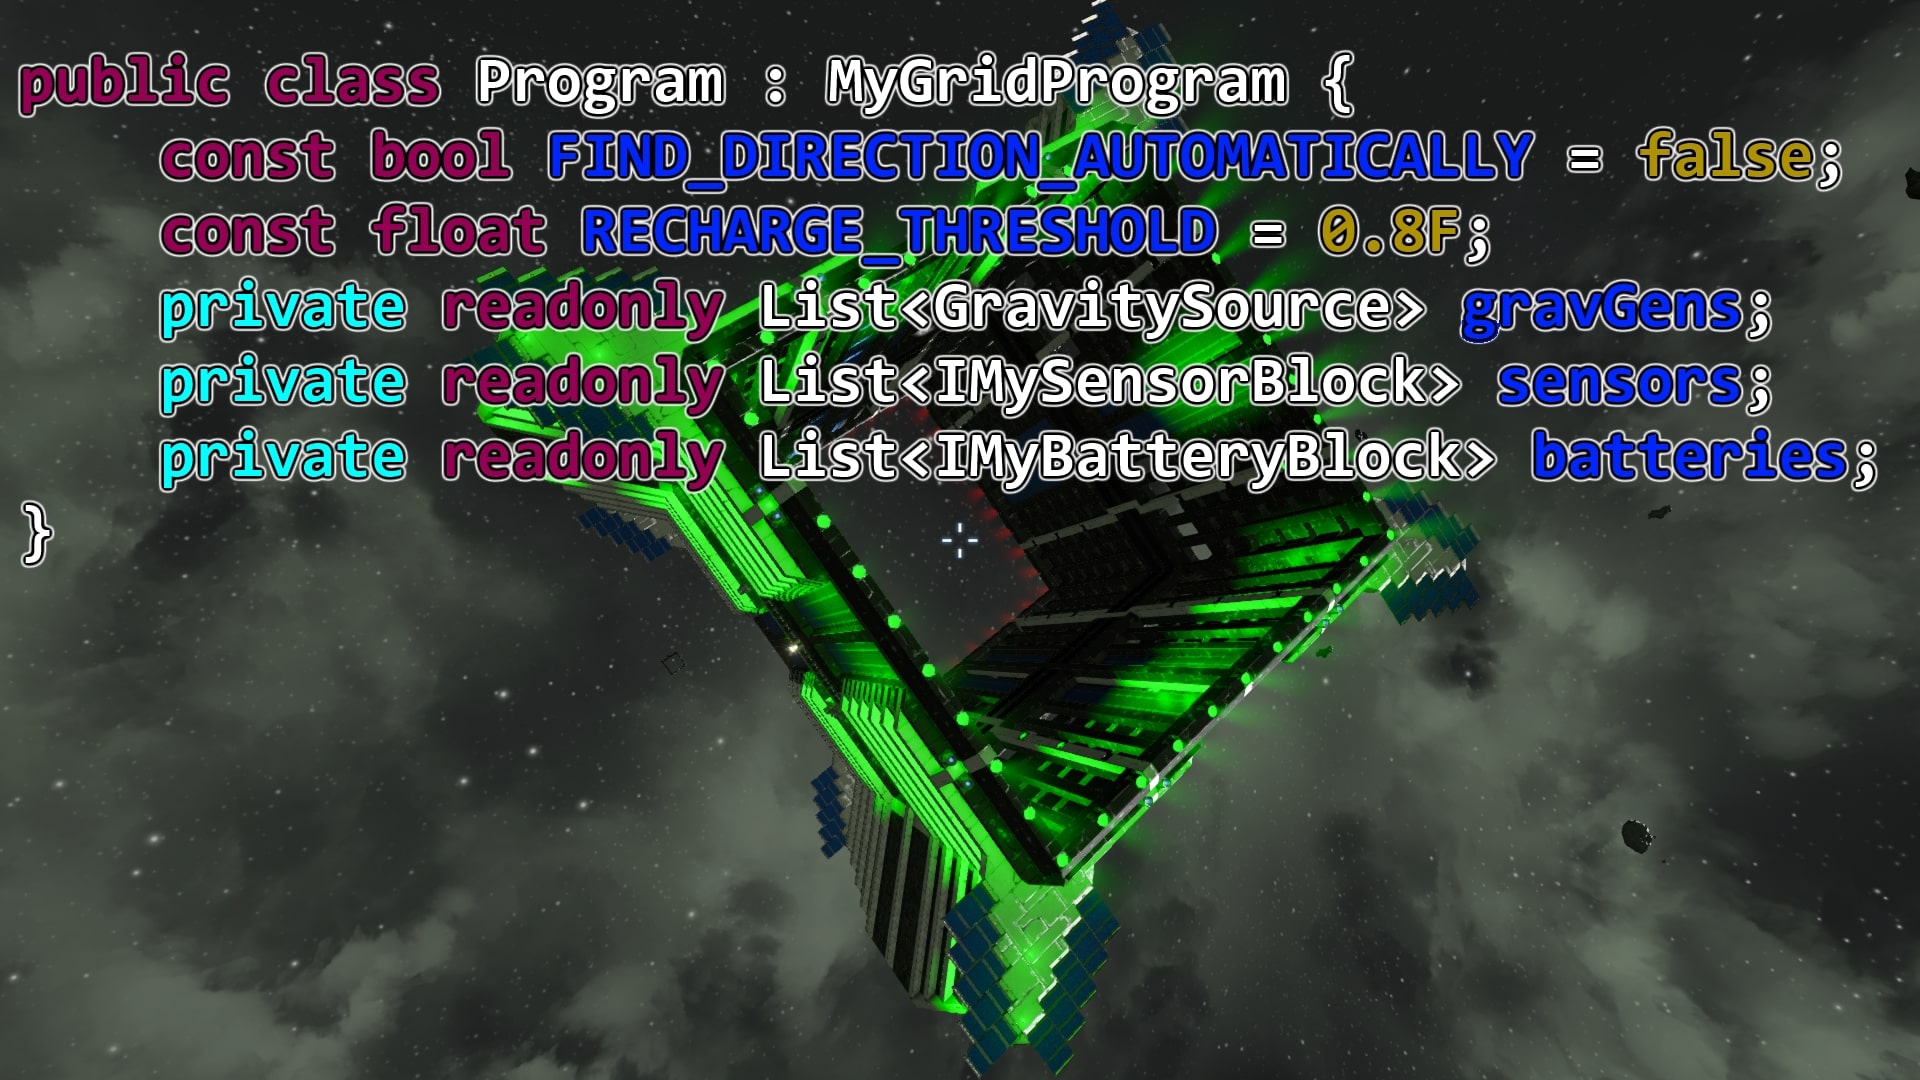 public class Program : MyGridProgram {
    const bool FIND_DIRECTION_AUTOMATICALLY = false;
    const float RECHARGE_THRESHOLD = 0.8F;
    private readonly List<GravitySource> gravGens;
    private readonly List<IMySensorBlock> sensors;
    private readonly List<IMyBatteryBlock> batteries;
}